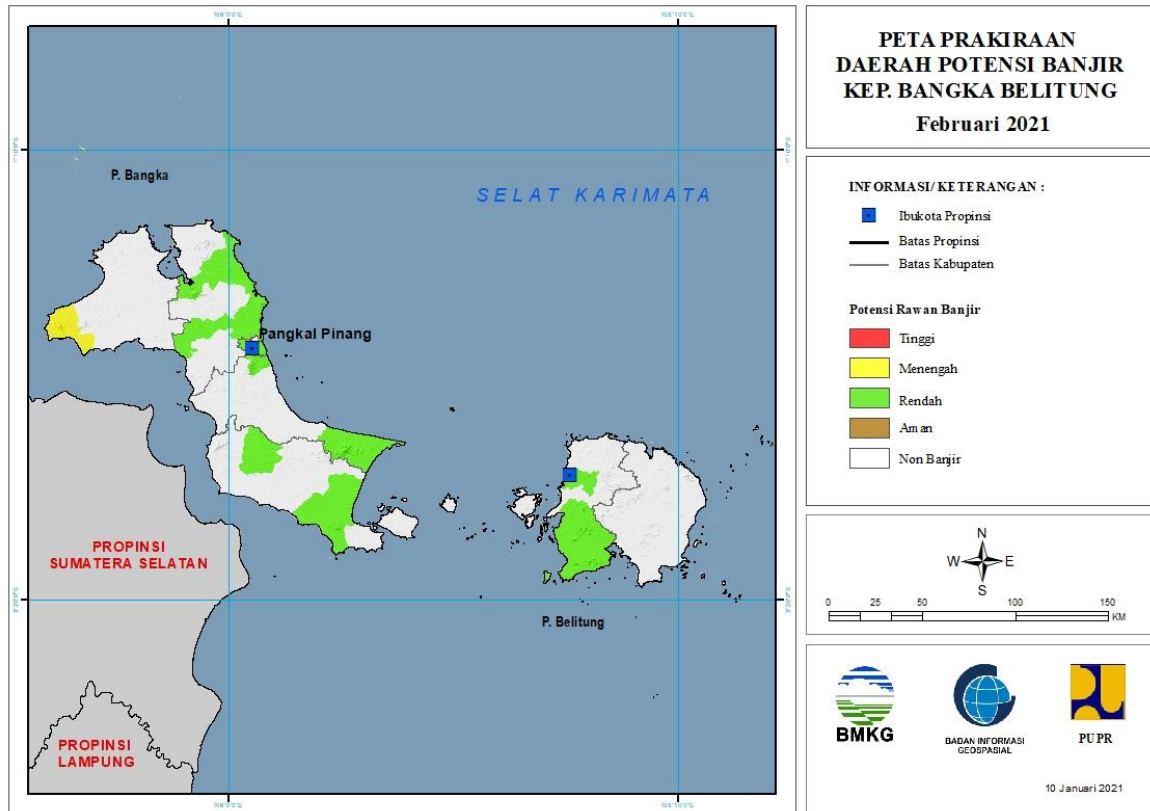 PETA PRAKIRAAN
DAERAH POTENSI BANJIR
KEP. BANGKA BELITUNG
Februari 2021
P. Bangka
SELAT KARIMATA
Pangkal Pinang
PROPINSI
SUMATERA SELATAN
P. Belitung
PROPINSI
LAMPUNG
INFORMASI/ KETERANGAN :
Ibukota Propinsi
Batas Propinsi
Batas Kabupaten
Potensi Rawan Banjir
Tinggi
Menengah
Rendah
Aman
Non Banjir
N
W E
S
0 25 50 100 150
KM
BMKG
BADAN INFORMASI
GEOSPASIAL
PUPR
10 Januari 2021